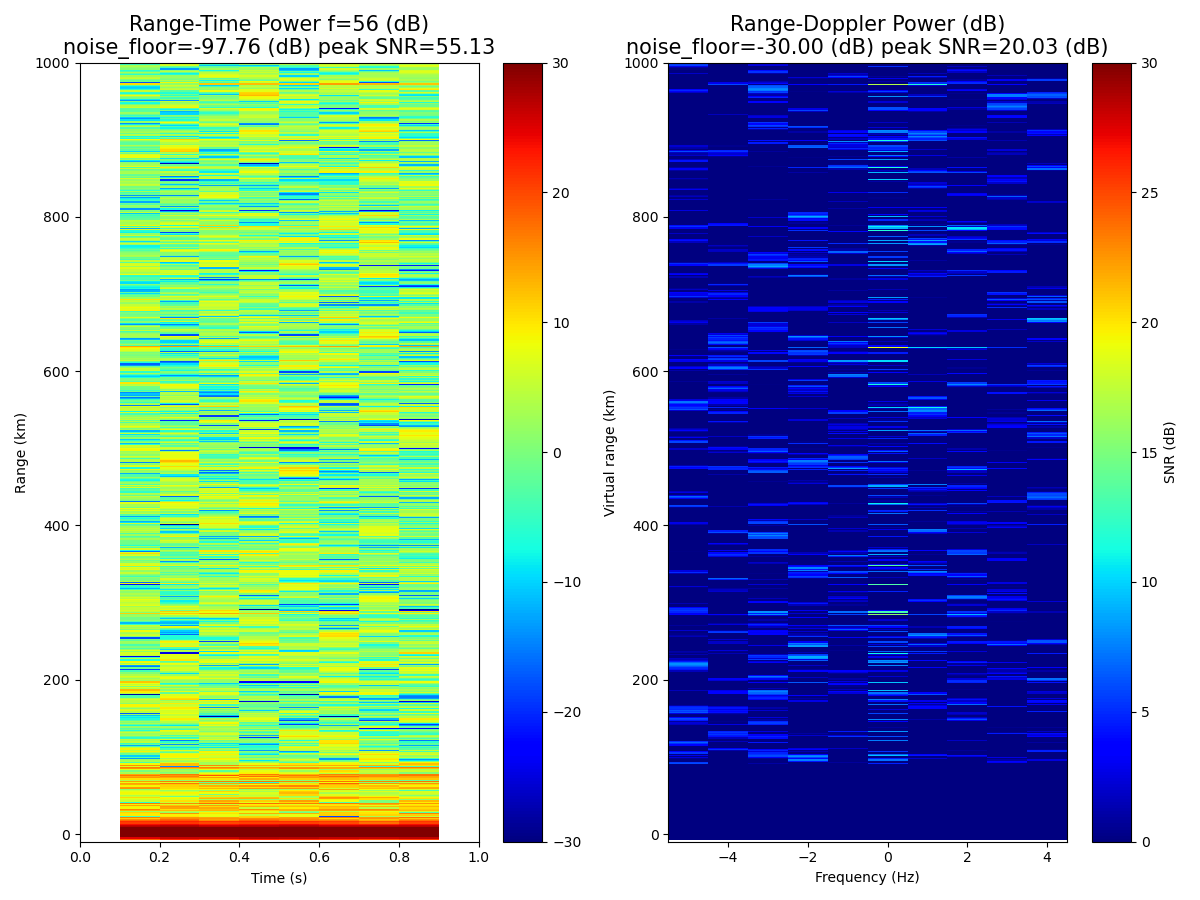 Range-Time Power f=56 (dB)
noise_floor=-97.76 (dB) peak SNR=55.13
1000
800
600
400
200
0
Range (km)
0.0 0.2 0.4 0.6 0.8 1.0
Time (s)
30
20
10
0
−10
−20
−30
Range-Doppler Power (dB)
noise_floor=-30.00 (dB) peak SNR=20.03 (dB)
1000
800
600
400
200
0
Virtual range (km)
−4 −2 0 2 4
Frequency (Hz)
30
25
20
15
10
5
0
SNR (dB)